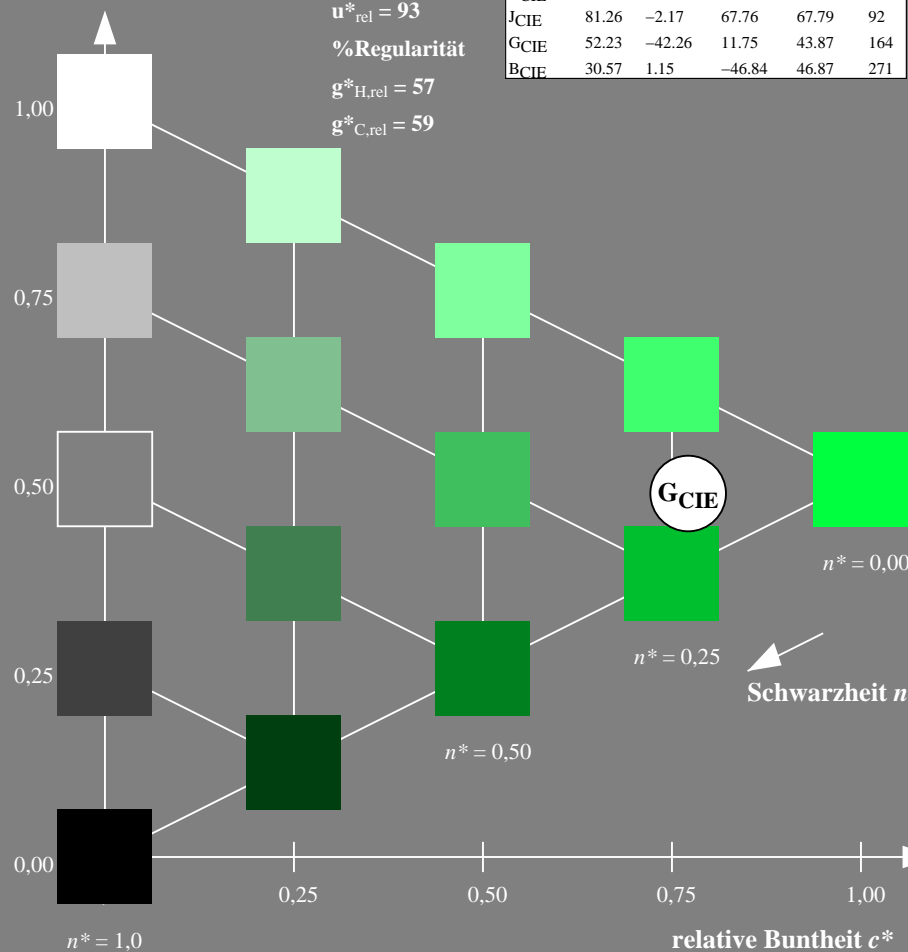 u*rel = 93
%Regularität
g*H,rel = 57
g*C,rel = 59
CIE
JCIE 81.26 −2.17 67.76 67.79 92
GCIE 52.23 −42.26 11.75 43.87 164
BCIE 30.57 1.15 −46.84 46.87 271
1,00
0,75
0,50
GCIE
n* = 0,00
n* = 0,25
0,25
Schwarzheit n
n* = 0,50
0,00
0,25 0,50 0,75 1,00
n* = 1,0
relative Buntheit c*